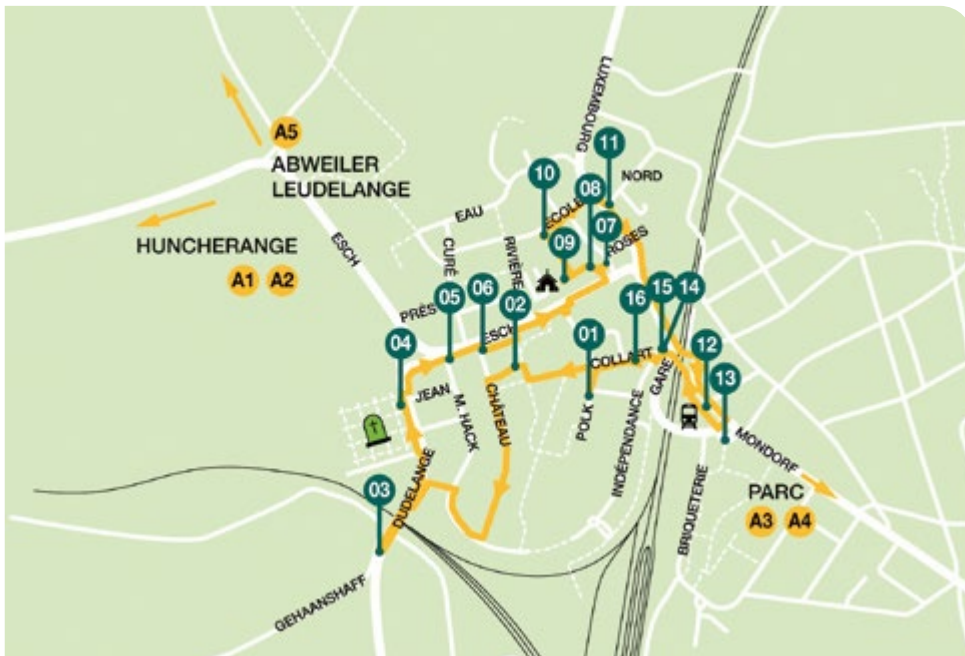 LUXEMBOURG
11
A5
10
08
NORD
ABWEILER
LEUDELANGE
ÉCOLE
EAU
07
ROSES
HUNCHERANGE
ESCH
CURÉ
RIVIÈRE
09
A1 A2
06
05
02
15
14
PRÈS
16
04
ESCH
01
COLLART
12
JEAN
GARE
13
CHÂTEAU
M. HACK
POLK
INDÉPENDANCE
MONDORF
03
DUDELANGE
PARC
A3 A4
BRIQUETERIE
GEHAANSHAFF